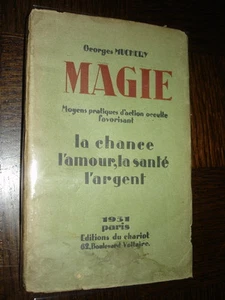 Georges MUCHERY
MAGIE
Moyens pratiques d'action occulte
favorisant
la chance
l'amour, la santé
l'argent
1931
paris
Editions du chariot
62, Boulevard Voltaire.